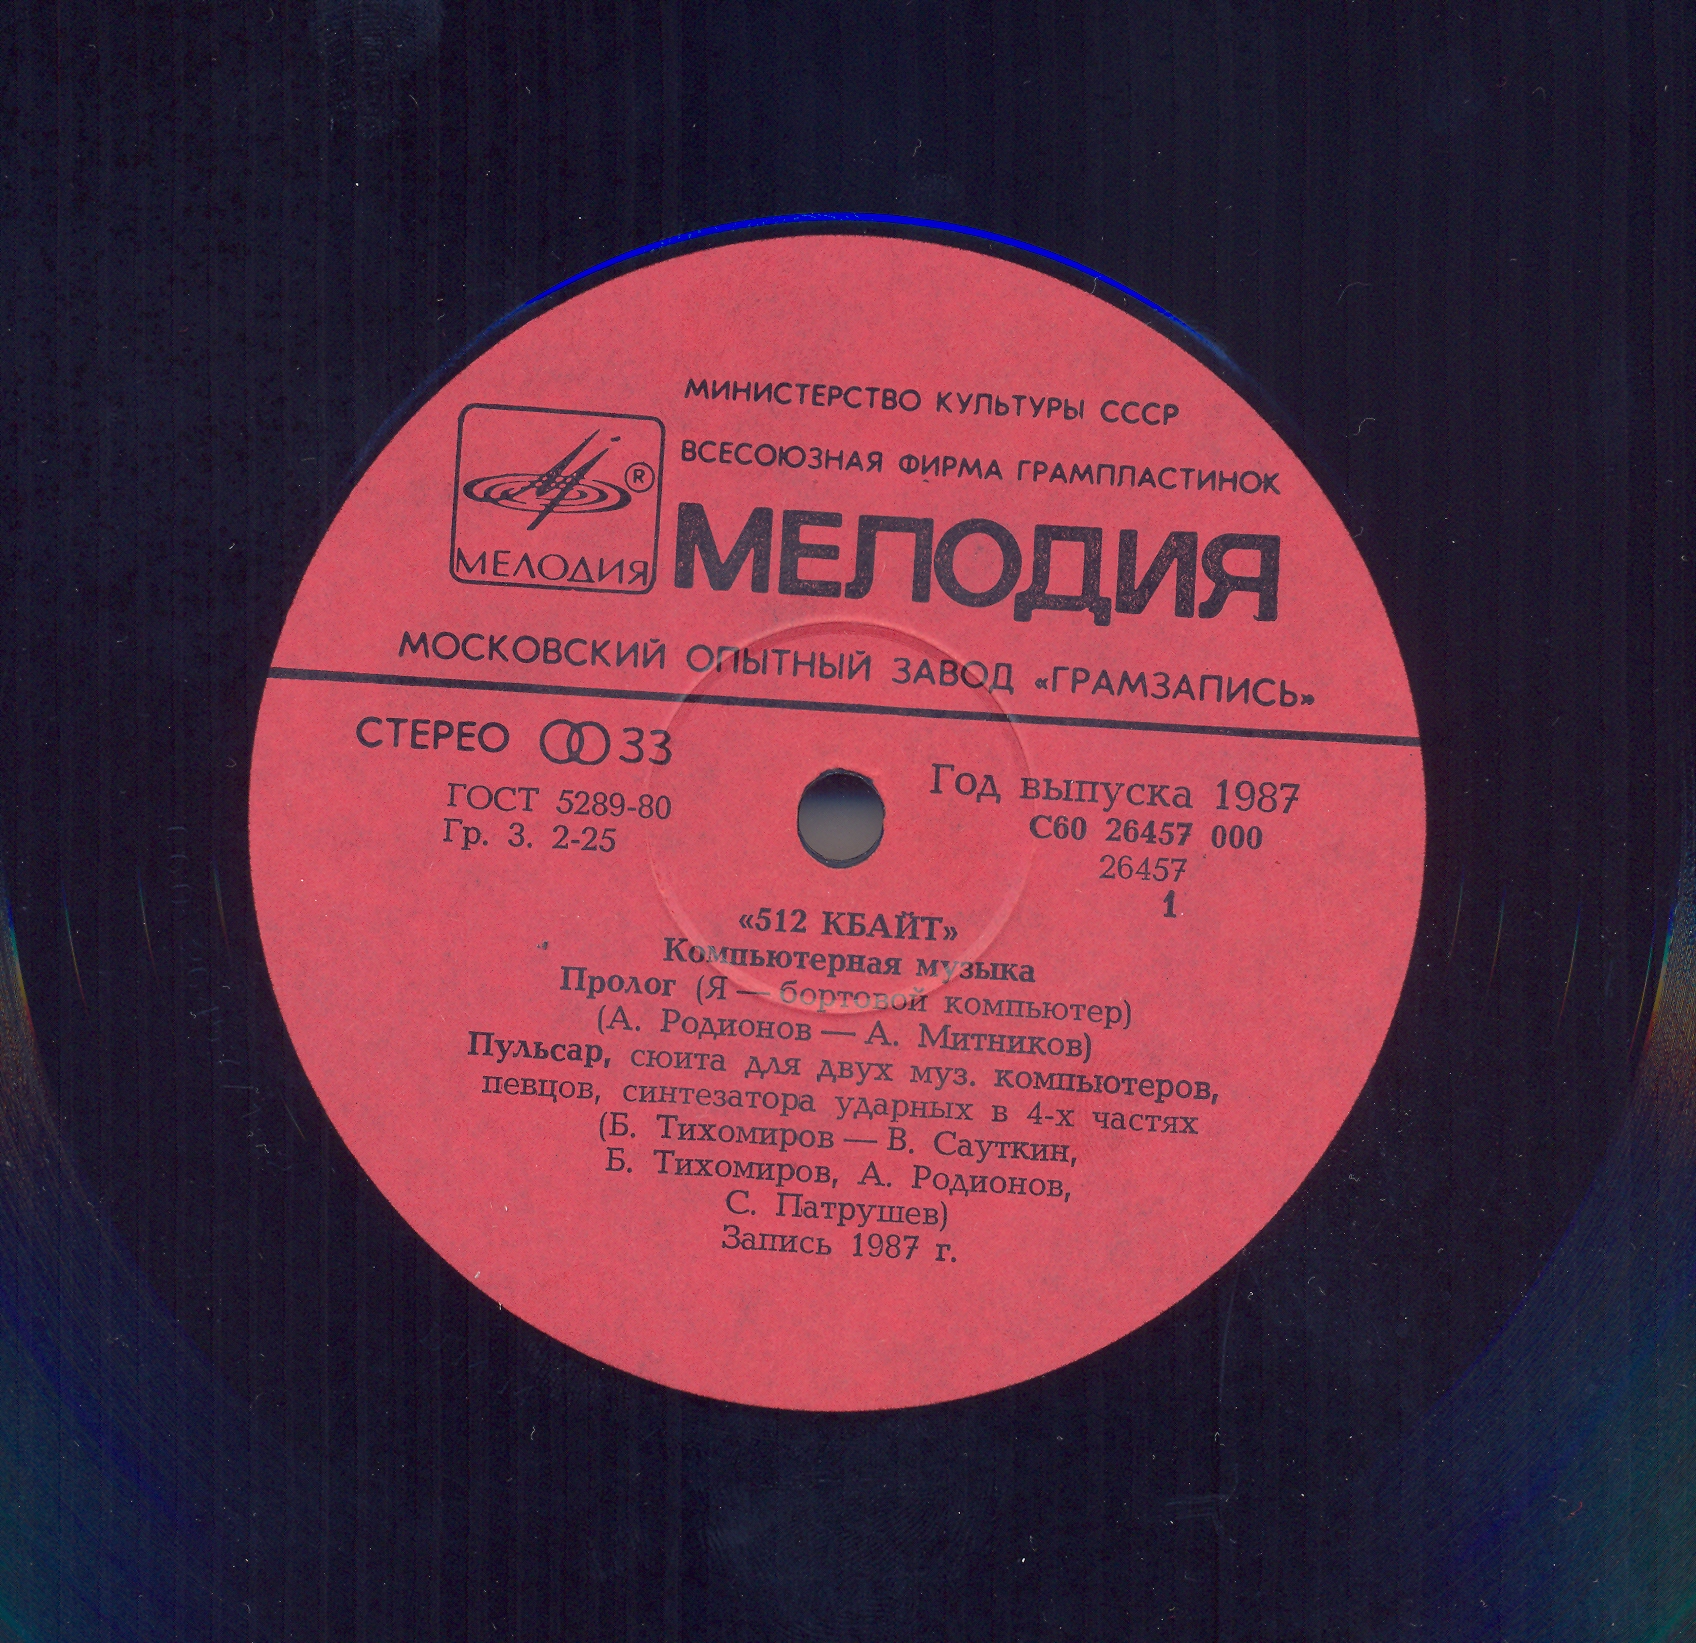 МИНИСТЕРСТВО КУЛЬТУРЫ СССР
ВСЕСОЮЗНАЯ ФИРМА ГРАМПЛАСТИНОК
МЕЛОДИЯ ®
МЕЛОДИЯ
МОСКОВСКИЙ ОПЫТНЫЙ ЗАВОД «ГРАМЗАПИСЬ»
СТЕРЕО 33
ГОСТ 5289-80
Гр. 3. 2-25
Год выпуска 1987
С60 26457 000
26457
1
«512 КБАЙТ»
Компьютерная музыка
Пролог (Я — бортовой компьютер)
(А. Родионов — А. Митников)
Пульсар, сюита для двух муз. компьютеров,
певцов, синтезатора ударных в 4-х частях
(Б. Тихомиров — В. Сауткин,
Б. Тихомиров, А. Родионов,
С. Патрушев)
Запись 1987 г.